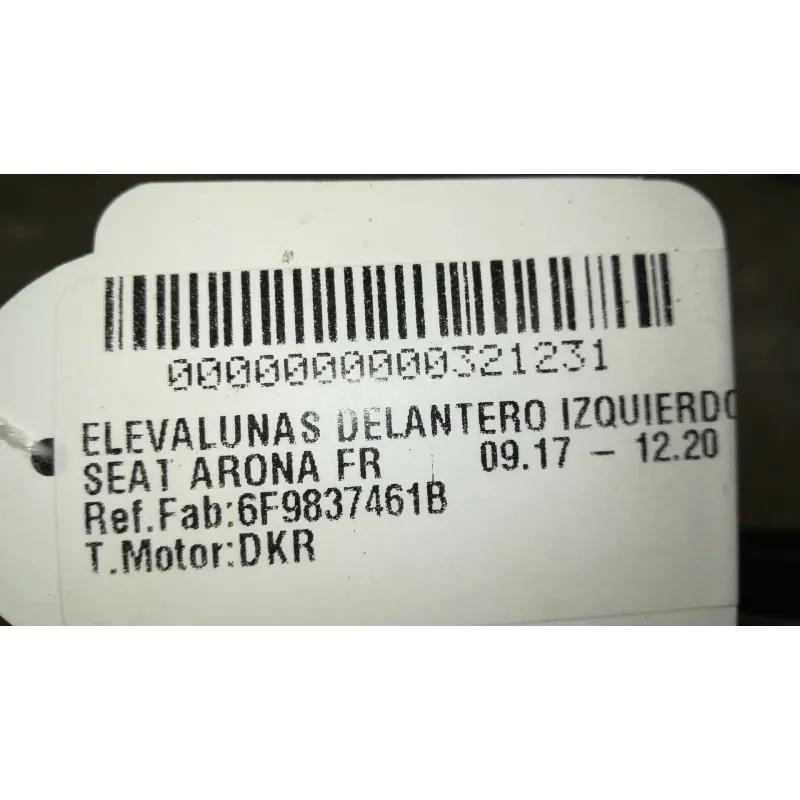 0000000000321231
ELEVALUNAS DELANTERO IZQUIERDO
SEAT ARONA FR 09.17 - 12.20
Ref.Fab:6F9837461B
T.Motor:DKR